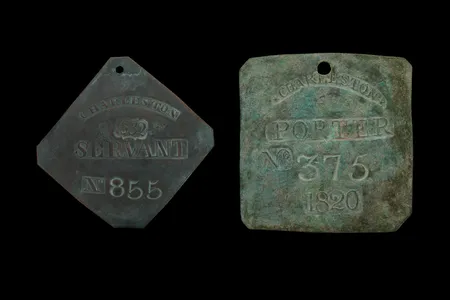 CHARLESTON
SERVANT
No 855
CHARLESTON
PORTER
No 375
1820